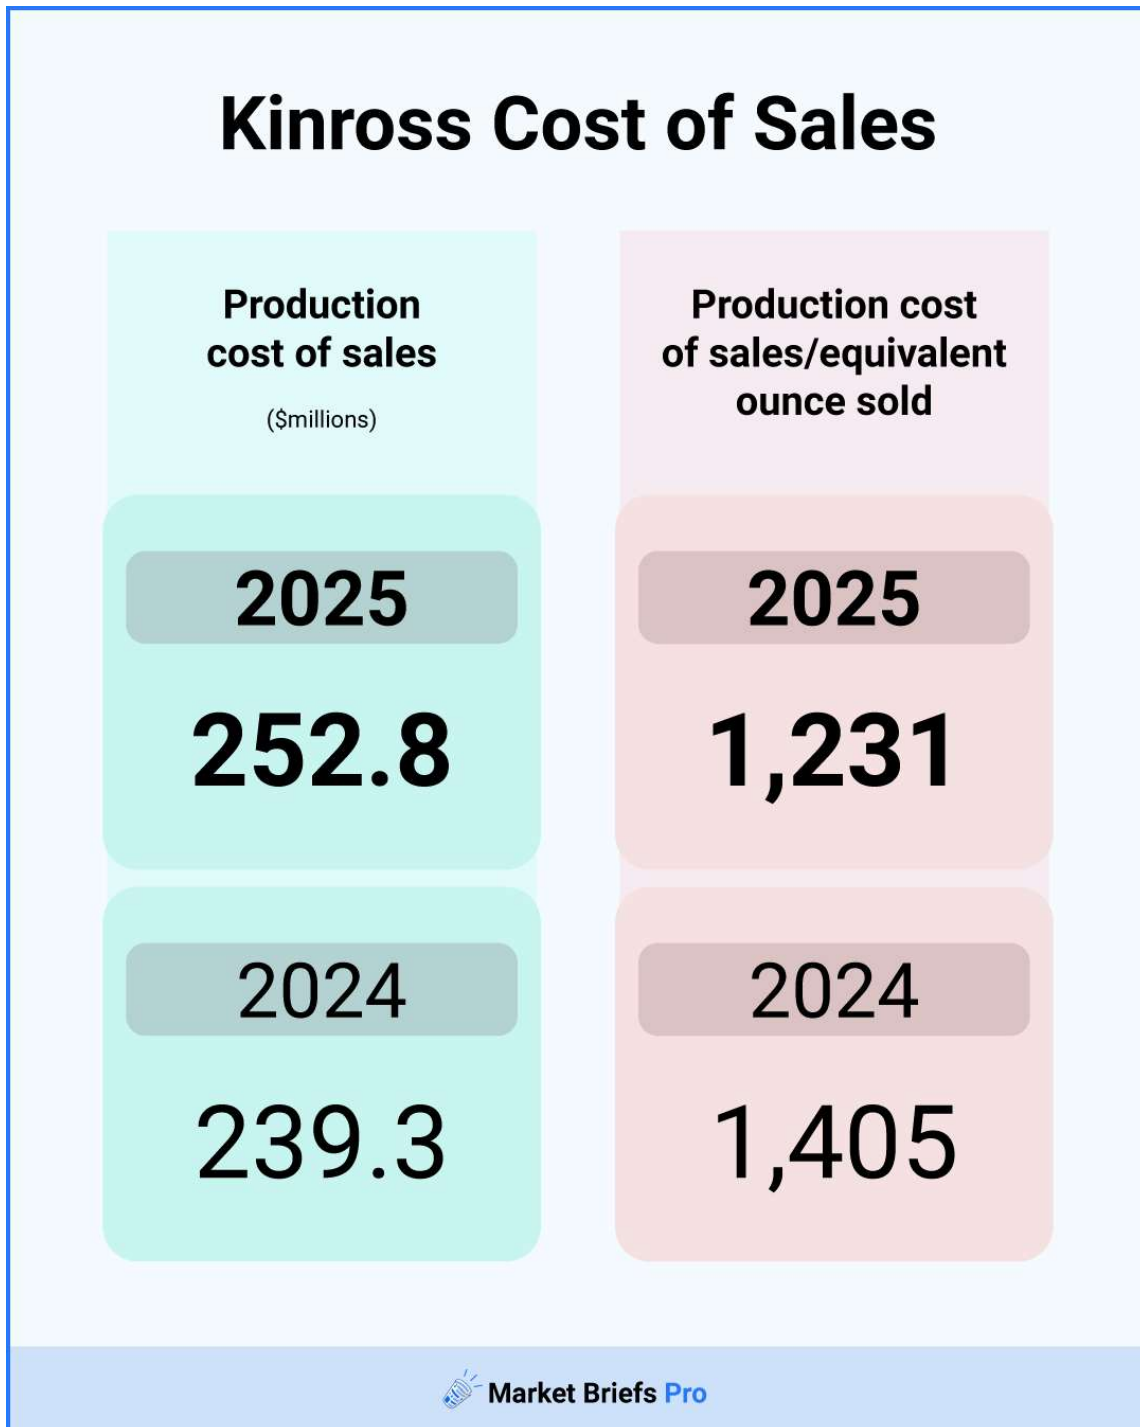 Kinross Cost of Sales
Production
cost of sales
($millions)
2025
252.8
2024
239.3
Production cost
of sales/equivalent
ounce sold
2025
1,231
2024
1,405
Market Briefs Pro